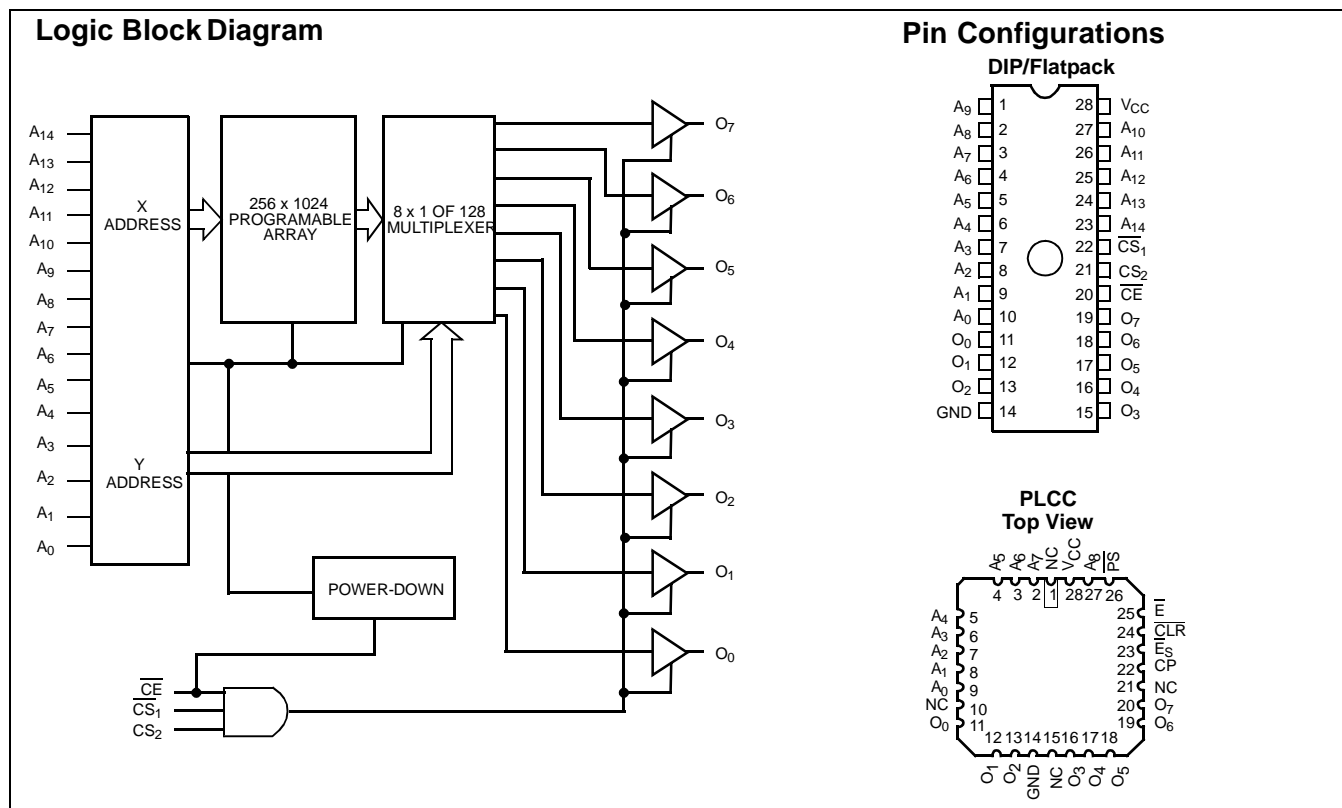 Logic Block Diagram
A14
A13
A12
A11
A10
A9
A8
A7
A6
A5
A4
A3
A2
A1
A0
X
ADDRESS
Y
ADDRESS
256 x 1024
PROGRAMABLE
ARRAY
8 x 1 OF 128
MULTIPLEXER
POWER-DOWN
O7
O6
O5
O4
O3
O2
O1
O0
C̅E̅
C̅S̅1
CS2
Pin Configurations
DIP/Flatpack
A9 1 28 VCC
A8 2 27 A10
A7 3 26 A11
A6 4 25 A12
A5 5 24 A13
A4 6 23 A14
A3 7 22 C̅S̅1
A2 8 21 CS2
A1 9 20 C̅E̅
A0 10 19 O7
O0 11 18 O6
O1 12 17 O5
O2 13 16 O4
GND 14 15 O3
PLCC
Top View
A5 A6 A7 NC VCC A8 P̅S̅
4 3 2 1 28 27 26
A4 5 25 E̅
A3 6 24 C̅L̅R̅
A2 7 23 E̅S
A1 8 22 CP
A0 9 21 NC
NC 10 20 O7
O0 11 19 O6
12 13 14 15 16 17 18
O1 O2 GND NC O3 O4 O5